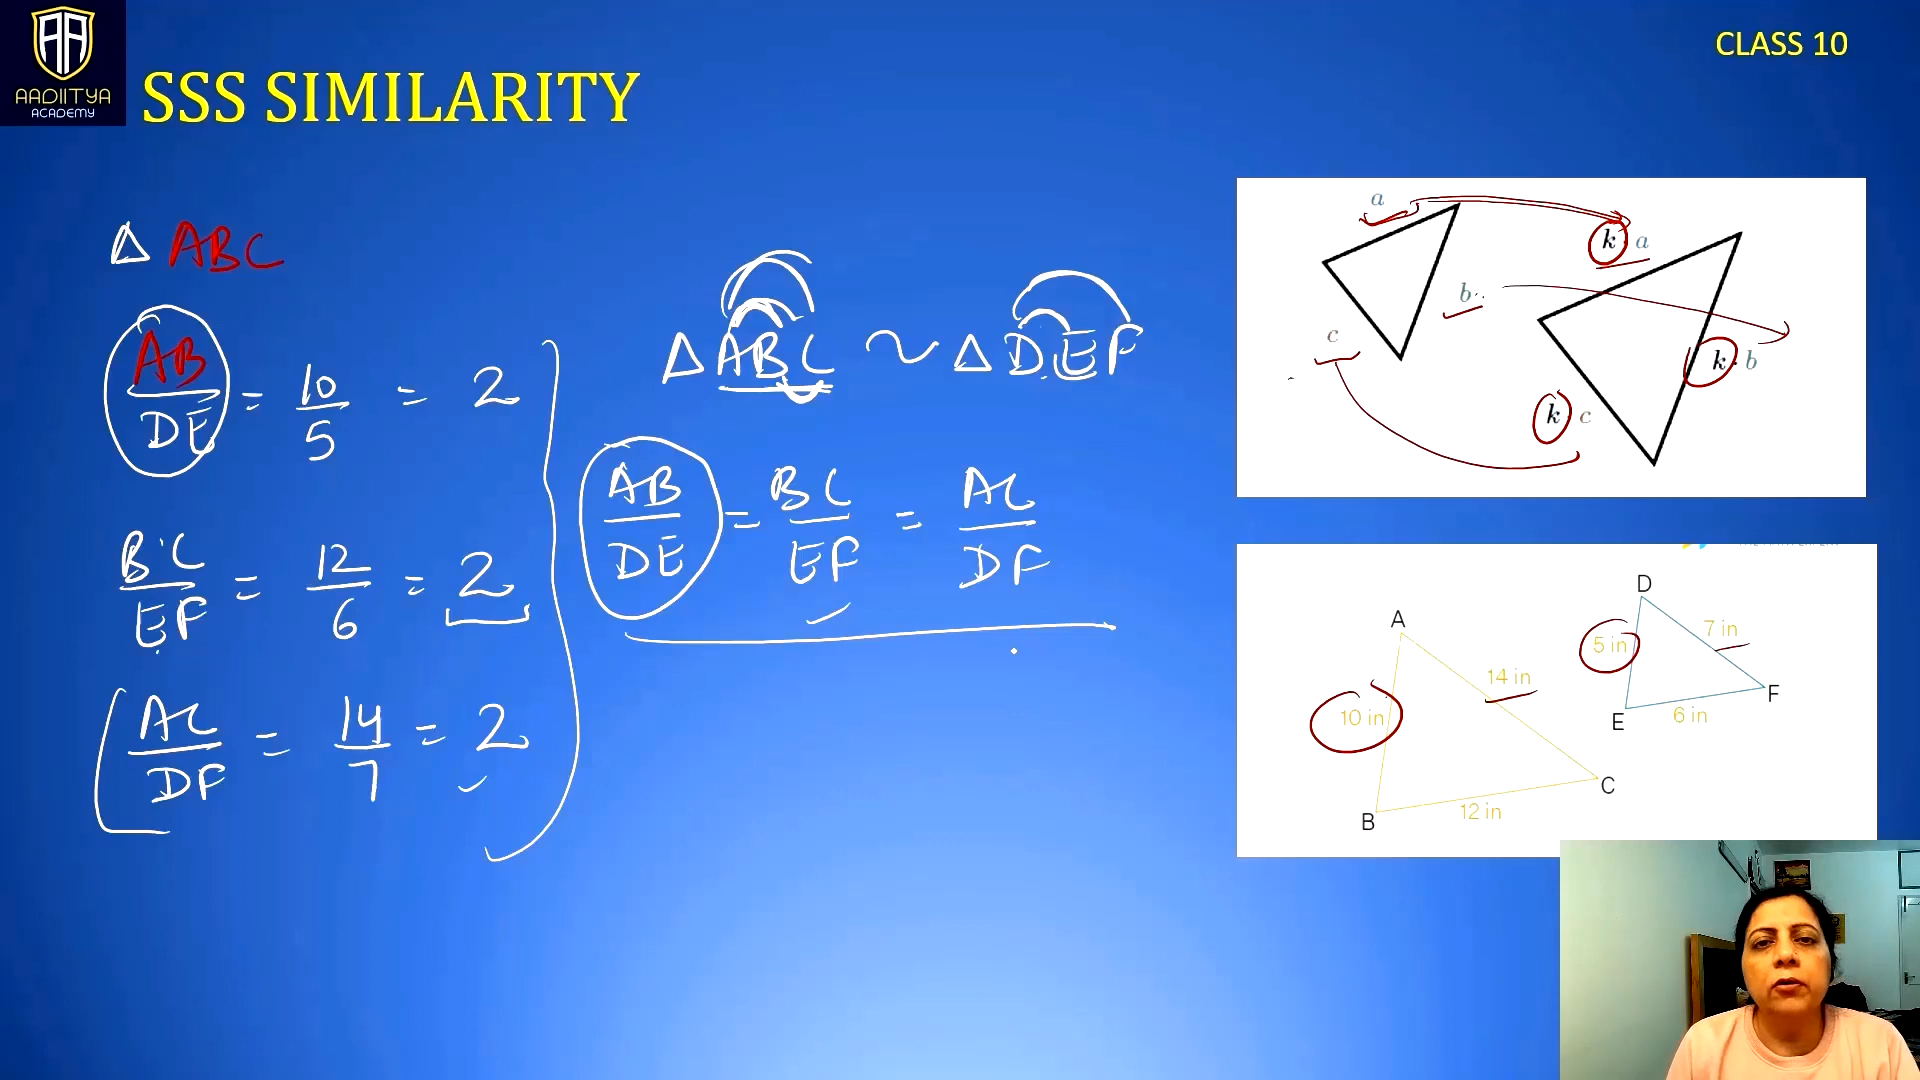 AADIITYA
ACADEMY
SSS SIMILARITY
CLASS 10
Δ ABC
AB/DE = 10/5 = 2
BC/EF = 12/6 = 2
AC/DF = 14/7 = 2
Δ ABC ~ Δ DEF
AB/DE = BC/EF = AC/DF
a
b
c
k · a
k · b
k · c
A
14 in
10 in
B
12 in
C
D
5 in
7 in
E
6 in
F